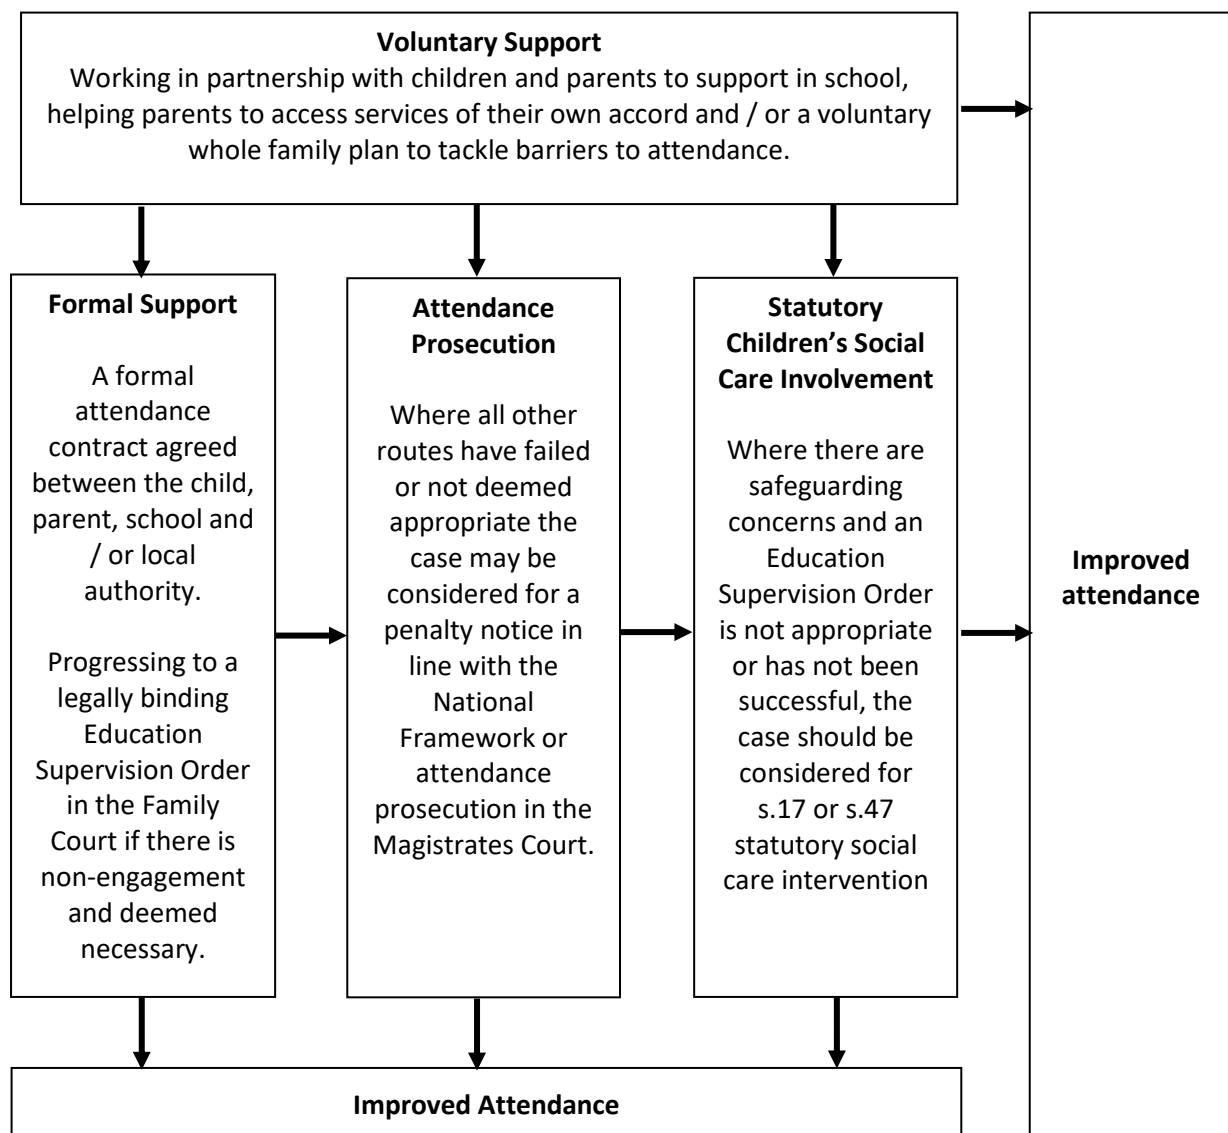 Voluntary Support
Working in partnership with children and parents to support in school,
helping parents to access services of their own accord and / or a voluntary
whole family plan to tackle barriers to attendance.
Formal Support
A formal
attendance
contract agreed
between the child,
parent, school and
/ or local
authority.
Progressing to a
legally binding
Education
Supervision Order
in the Family
Court if there is
non-engagement
and deemed
necessary.
Attendance
Prosecution
Where all other
routes have failed
or not deemed
appropriate the
case may be
considered for a
penalty notice in
line with the
National
Framework or
attendance
prosecution in the
Magistrates Court.
Statutory
Children’s Social
Care Involvement
Where there are
safeguarding
concerns and an
Education
Supervision Order
is not appropriate
or has not been
successful, the
case should be
considered for
s.17 or s.47
statutory social
care intervention
Improved
attendance
Improved Attendance